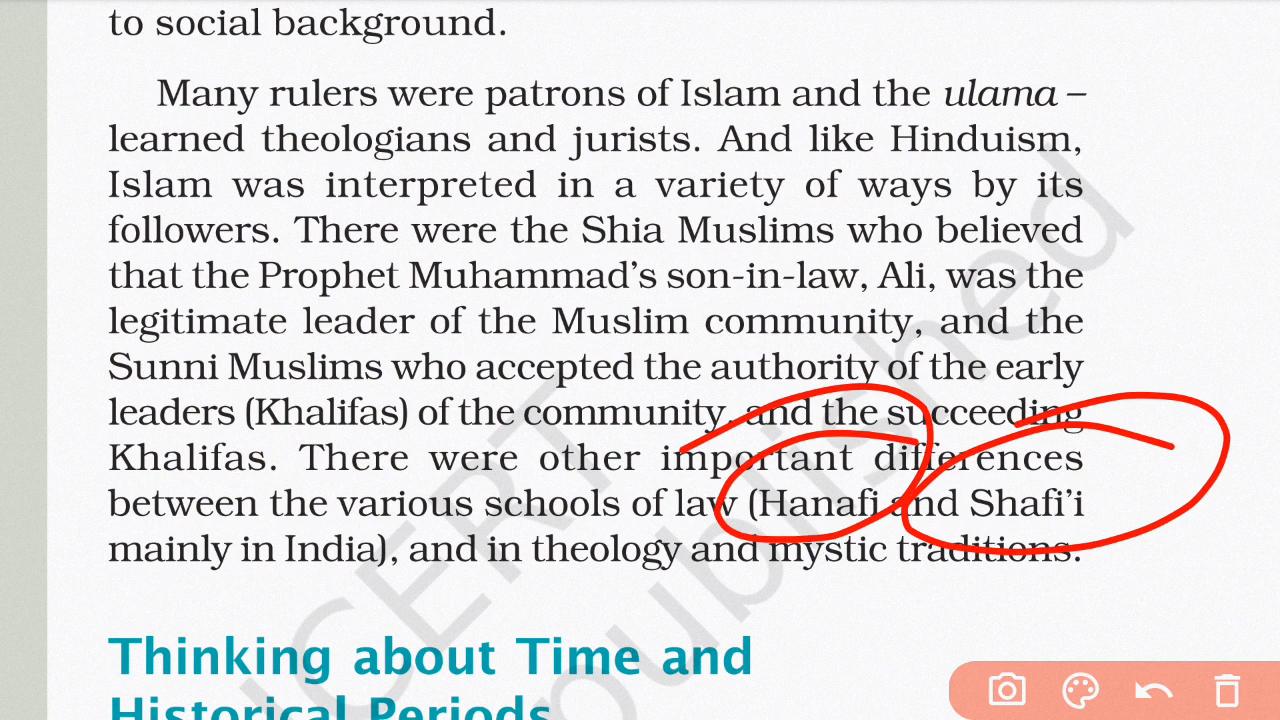 to social background.
Many rulers were patrons of Islam and the ulama –
learned theologians and jurists. And like Hinduism,
Islam was interpreted in a variety of ways by its
followers. There were the Shia Muslims who believed
that the Prophet Muhammad's son-in-law, Ali, was the
legitimate leader of the Muslim community, and the
Sunni Muslims who accepted the authority of the early
leaders (Khalifas) of the community, and the succeeding
Khalifas. There were other important differences
between the various schools of law (Hanafi and Shafi'i
mainly in India), and in theology and mystic traditions.
Thinking about Time and
Historical Periods